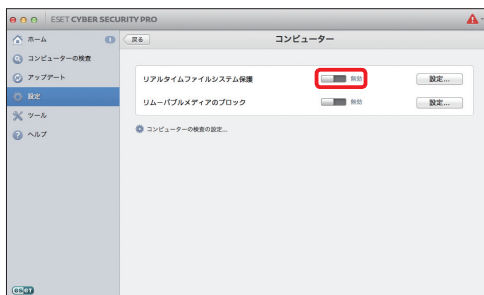 ESET CYBER SECURITY PRO
ホーム 1
コンピューターの検査
アップデート
設定
ツール
ヘルプ
戻る
コンピューター
リアルタイムファイルシステム保護 無効 設定...
リムーバブルメディアのブロック 無効 設定...
コンピューターの検査の設定...
eset